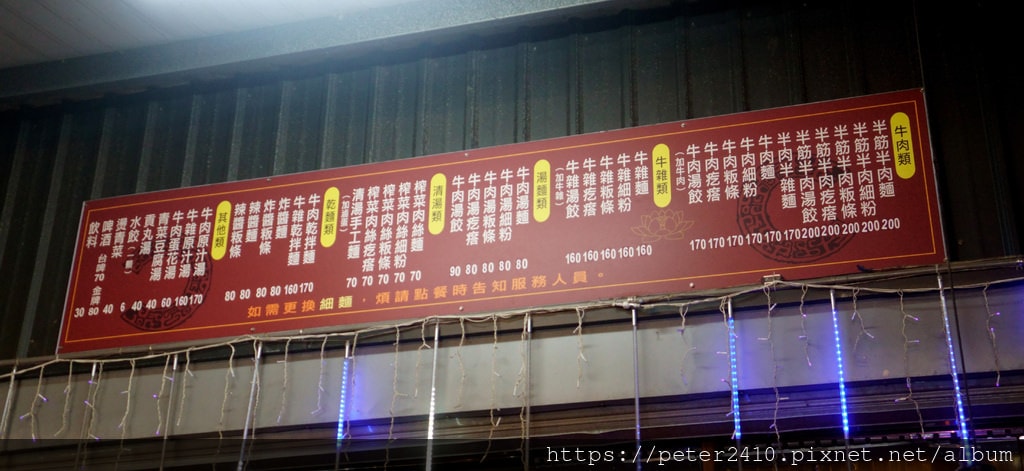 牛肉類
半筋半肉麵 200
半筋半肉細粉 200
半筋半肉粄條 200
半筋半肉疙瘩 200
半筋半肉湯餃 200
半肉半雜麵 170
牛肉麵 170
牛肉細粉 170
牛肉粄條 170
牛肉疙瘩 170
牛肉湯餃 170
(加牛肉)
牛雜類
牛雜麵 160
牛雜細粉 160
牛雜粄條 160
牛雜疙瘩 160
牛雜湯餃 160
(加牛雜)
湯麵類
牛肉湯麵 80
牛肉湯細粉 80
牛肉湯粄條 80
牛肉湯疙瘩 80
牛肉湯餃 90
清湯類
榨菜肉絲麵 70
榨菜肉絲細粉 70
榨菜肉絲粄條 70
榨菜肉絲疙瘩 70
清湯手工麵 70
(加滷蛋)
乾麵類
牛肉乾拌麵 170
牛雜乾拌麵 160
炸醬麵 80
炸醬粄條 80
辣醬麵 80
辣醬粄條 80
其他類
牛肉原汁湯 170
牛雜原汁湯 160
牛肉蛋花湯 60
青菜豆腐湯 40
貢丸湯 40
水餃(一顆) 6
燙青菜 40
啤酒 台啤70 金牌80
飲料 30
如需更換細麵,煩請點餐時告知服務人員。
https://peter2410.pixnet.net/album